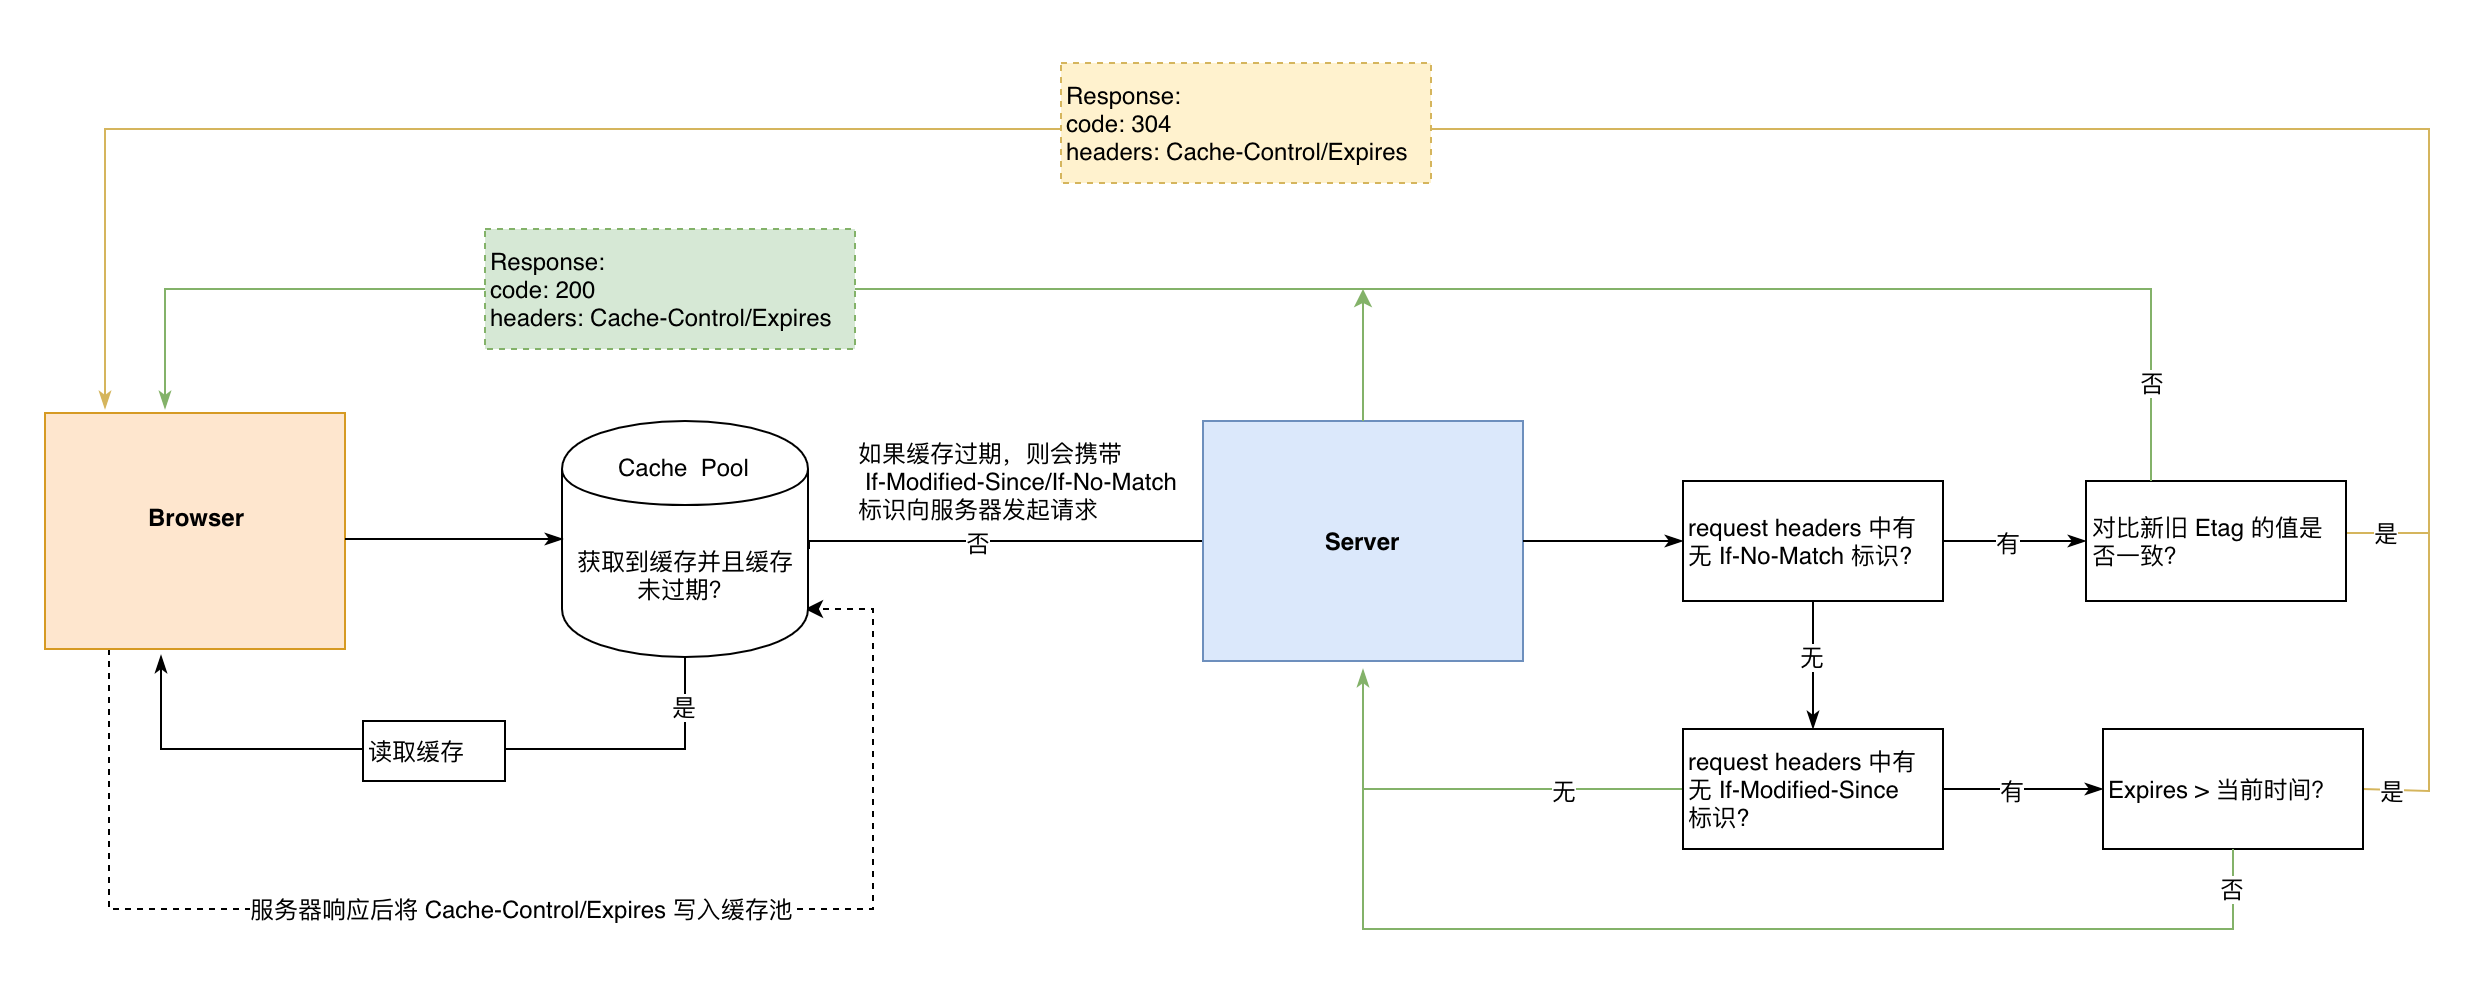 Response:
code: 304
headers: Cache-Control/Expires
Response:
code: 200
headers: Cache-Control/Expires
否
Browser
Cache Pool
获取到缓存并且缓存
未过期?
如果缓存过期，则会携带
If-Modified-Since/If-No-Match
标识向服务器发起请求
否
Server
request headers 中有
无 If-No-Match 标识?
有
对比新旧 Etag 的值是
否一致?
是
无
是
读取缓存
无
request headers 中有
无 If-Modified-Since
标识?
有
Expires > 当前时间?
是
否
服务器响应后将 Cache-Control/Expires 写入缓存池